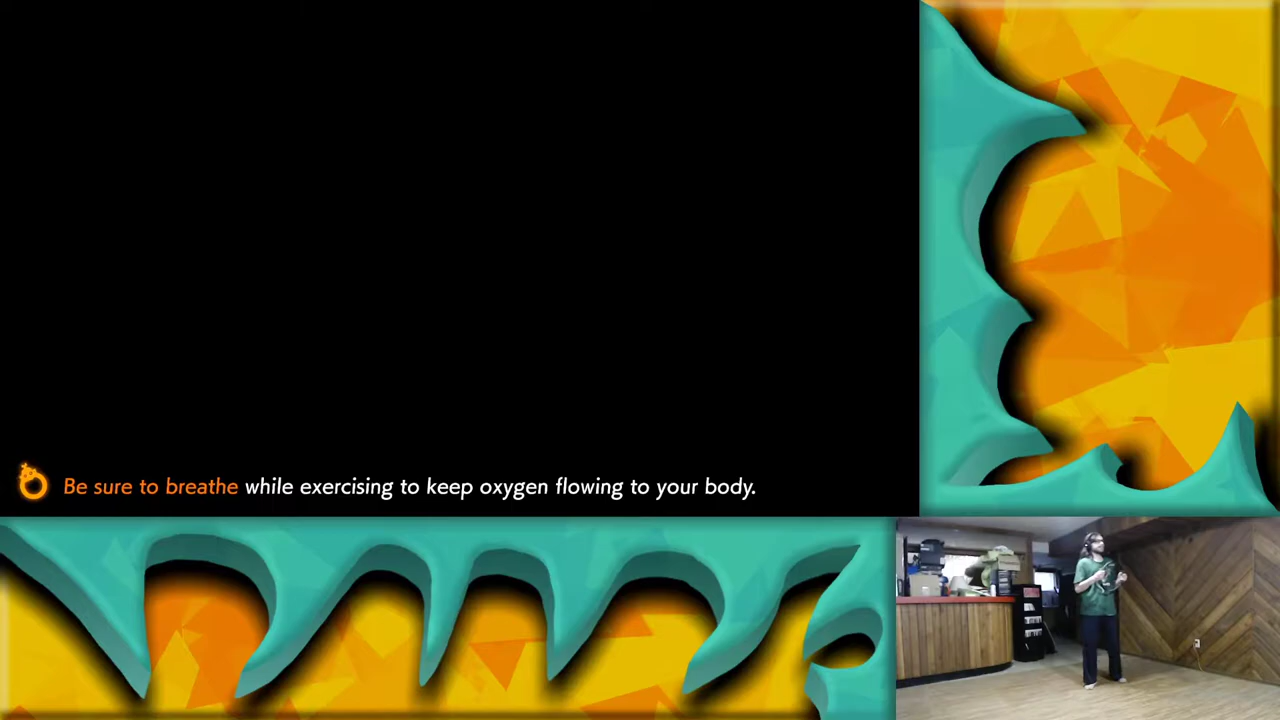 Be sure to breathe while exercising to keep oxygen flowing to your body.